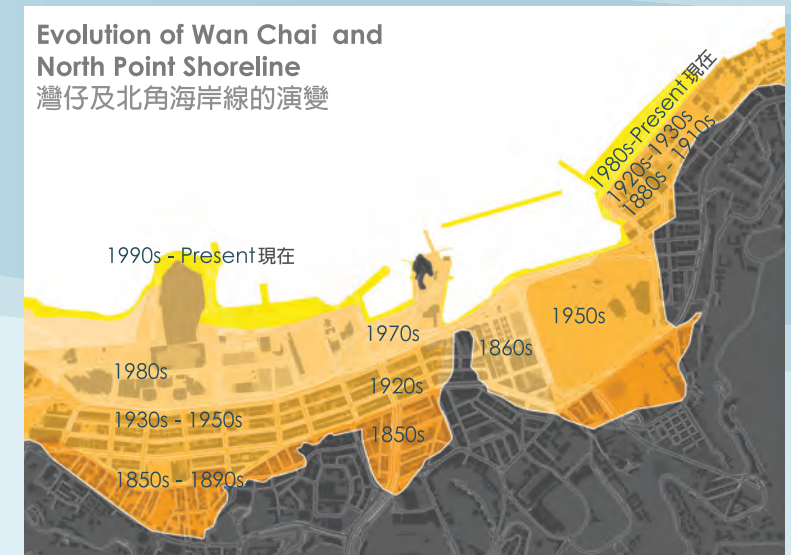 Evolution of Wan Chai and
North Point Shoreline
灣仔及北角海岸線的演變
1980s-Present 現在
1920s-1930s
1880s - 1910s
1990s - Present 現在
1950s
1970s
1860s
1980s
1920s
1930s - 1950s
1850s
1850s - 1890s